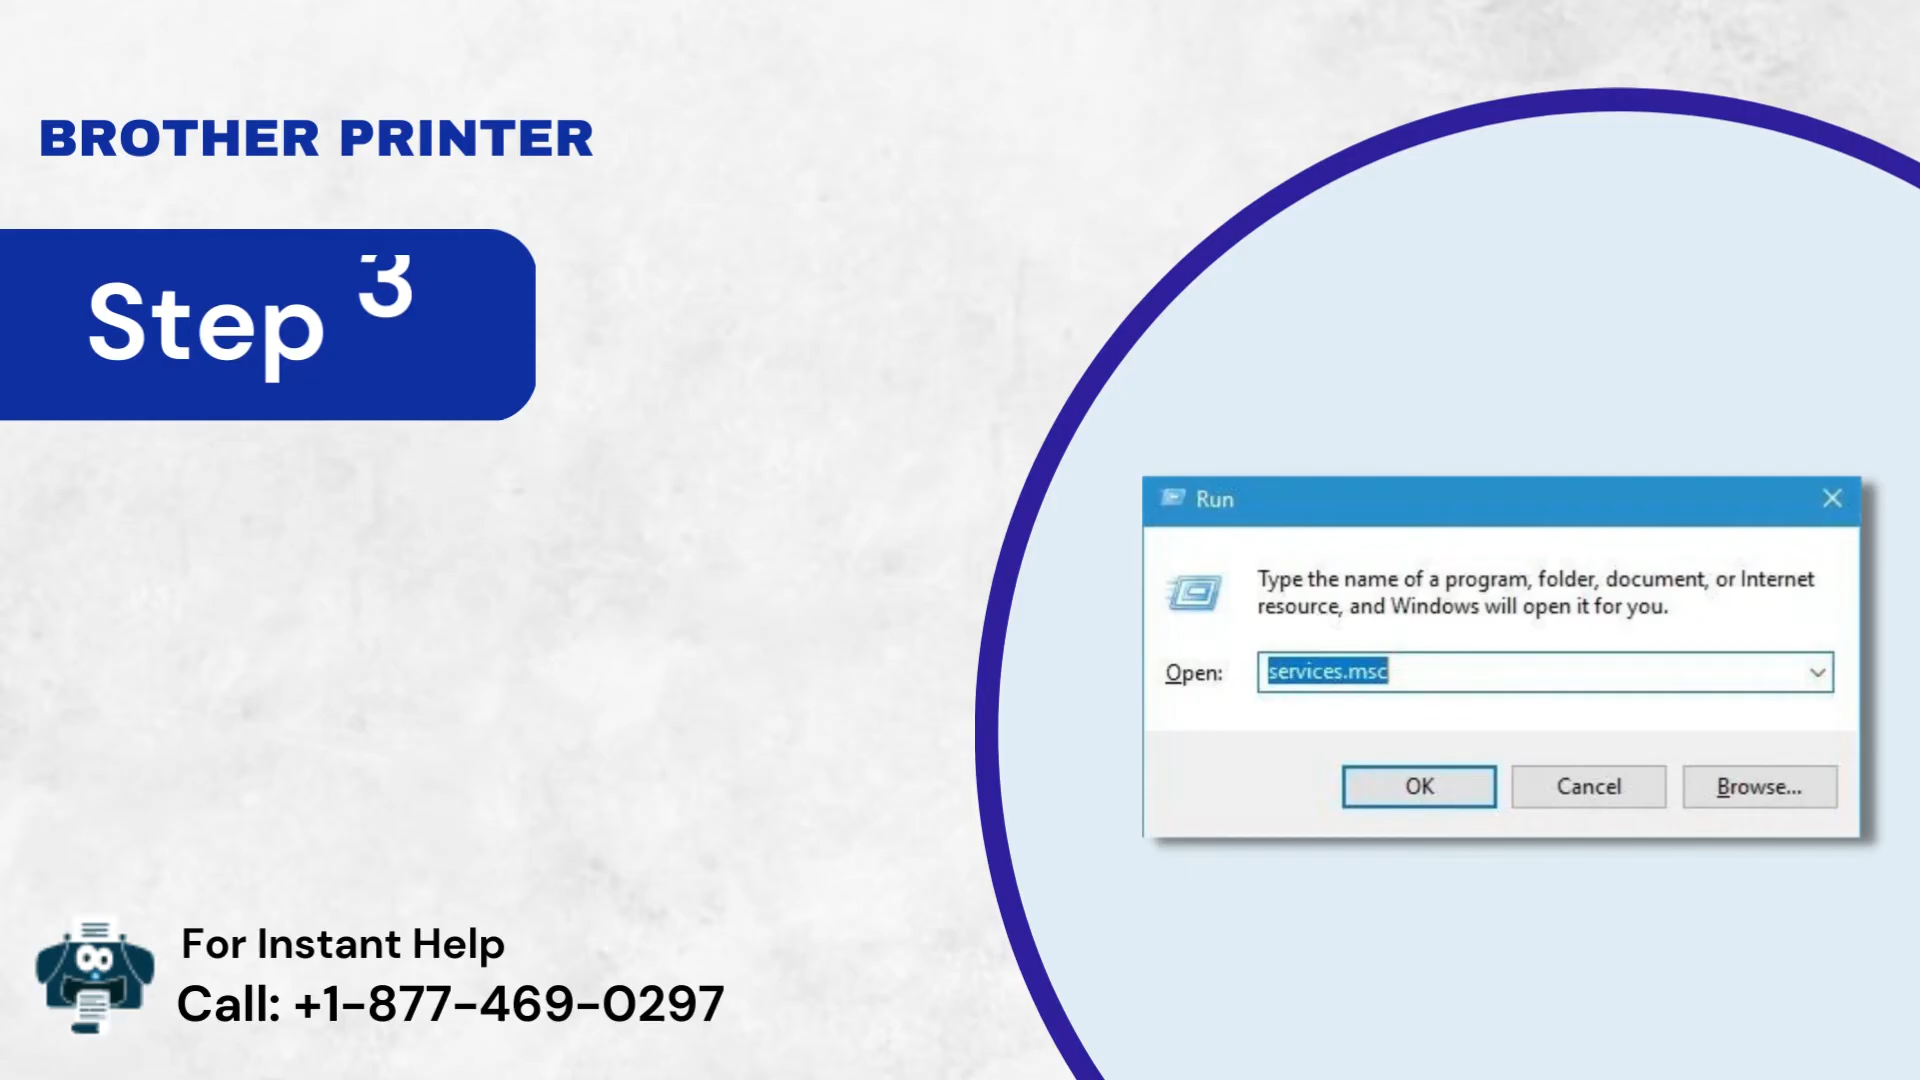 BROTHER PRINTER
Step 3
Run
Type the name of a program, folder, document, or Internet
resource, and Windows will open it for you.
Open: services.msc
OK Cancel Browse...
For Instant Help
Call: +1-877-469-0297